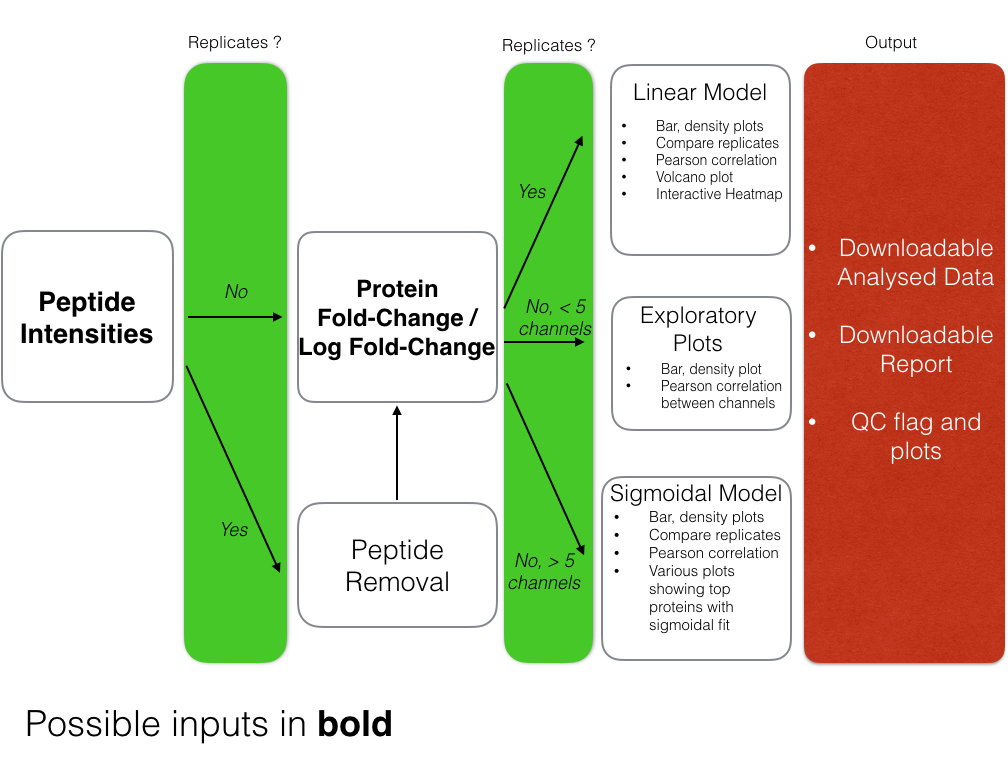 Replicates ?
Replicates ?
Output
Peptide
Intensities
No
Yes
Protein
Fold-Change /
Log Fold-Change
Peptide
Removal
Yes
No, < 5
channels
No, > 5
channels
Linear Model
• Bar, density plots
• Compare replicates
• Pearson correlation
• Volcano plot
• Interactive Heatmap
Exploratory
Plots
• Bar, density plot
• Pearson correlation
between channels
Sigmoidal Model
• Bar, density plots
• Compare replicates
• Pearson correlation
• Various plots
showing top
proteins with
sigmoidal fit
• Downloadable
Analysed Data
• Downloadable
Report
• QC flag and
plots
Possible inputs in bold